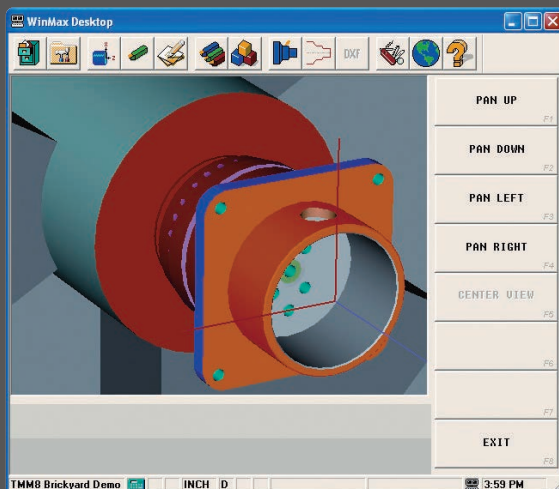 WinMax Desktop
DXF
PAN UP
F1
PAN DOWN
F2
PAN LEFT
F3
PAN RIGHT
F4
CENTER VIEW
F5
F6
F7
EXIT
F8
TMM8 Brickyard Demo INCH D 3:59 PM